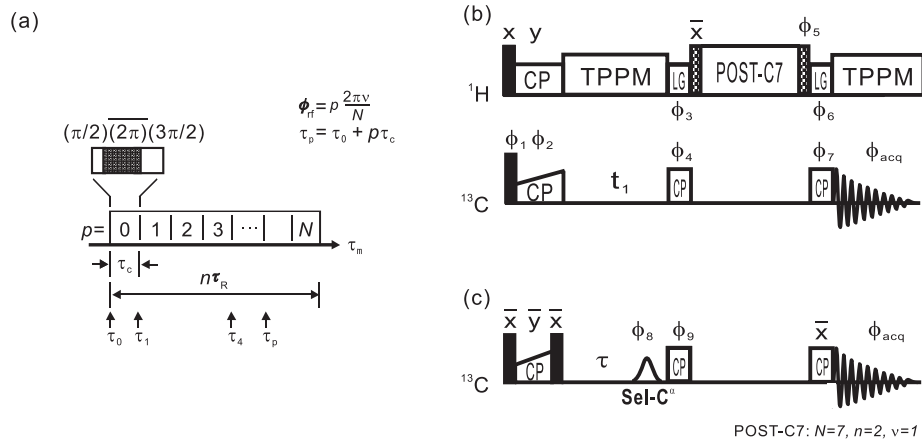 (a)
ϕrf = p 2πν/N
τp = τ0 + pτc
(π/2)(2π)(3π/2)
p= 0 1 2 3 ... N τm
τc
nτR
τ0 τ1 τ4 τp
(b)
x y x̄ ϕ5
1H CP TPPM LG POST-C7 LG TPPM
ϕ3 ϕ6
ϕ1 ϕ2 ϕ4 ϕ7 ϕacq
13C CP t1 CP CP
(c)
x̄ ȳ x̄ ϕ8 ϕ9 x̄ ϕacq
13C CP τ CP CP
Sel-Cα
POST-C7: N=7, n=2, ν=1